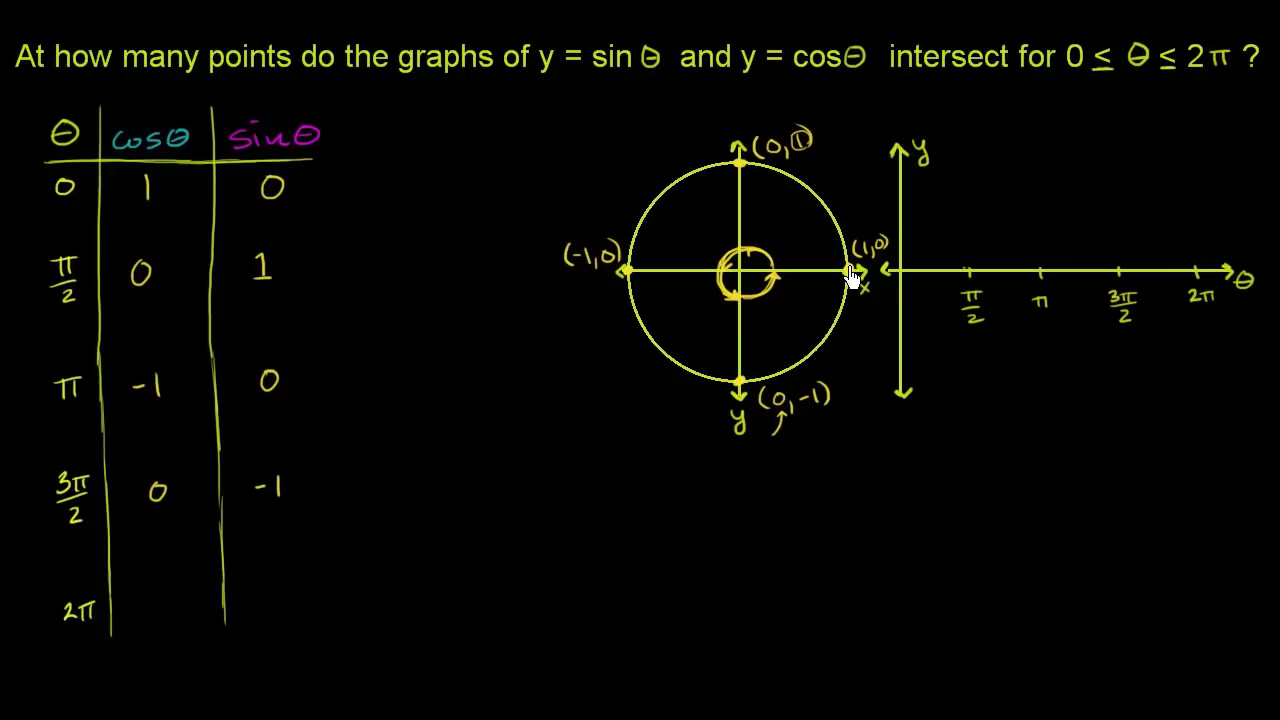 At how many points do the graphs of y = sin θ and y = cosθ intersect for 0 ≤ θ ≤ 2π ?
θ cosθ sinθ
0 1 0
π/2 0 1
π -1 0
3π/2 0 -1
2π
(0, 1)
(-1, 0)
(1, 0)
x
(0, -1)
y
y
π/2 π 3π/2 2π θ